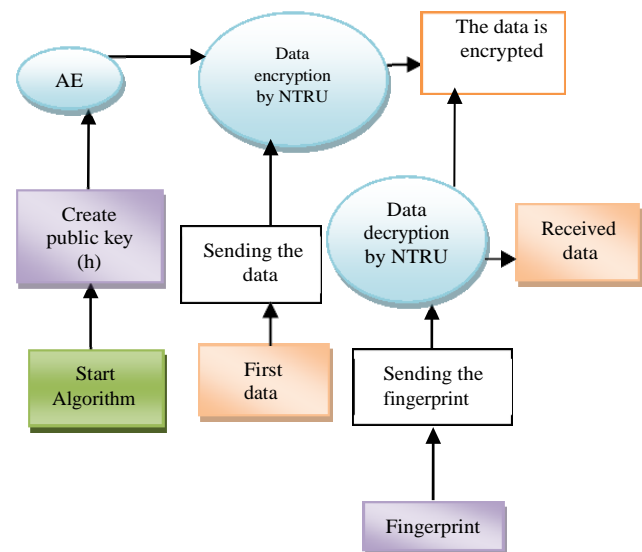 The data is
encrypted
Data
encryption
by NTRU
AE
Create
public key
(h)
Sending the
data
Data
decryption
by NTRU
Received
data
Start
Algorithm
First
data
Sending the
fingerprint
Fingerprint